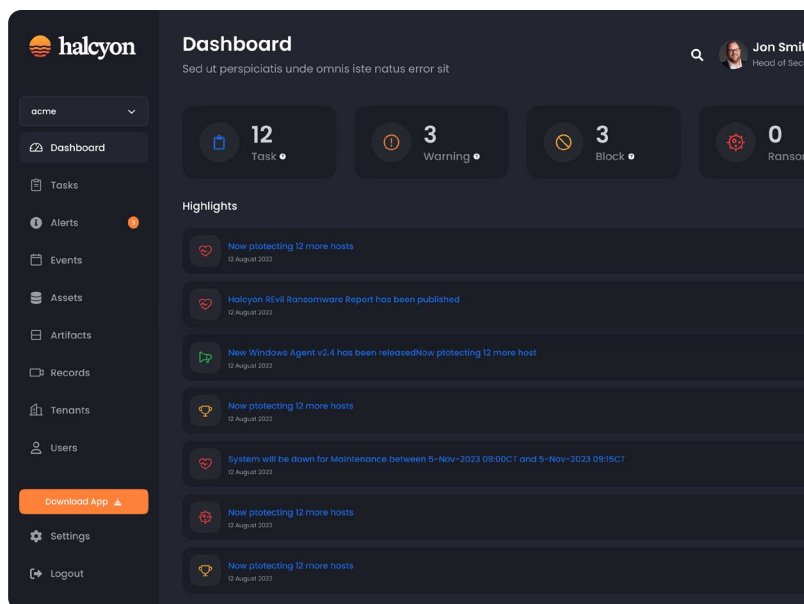 halcyon
acme
Dashboard
Tasks
Alerts
3
Events
Assets
Artifacts
Records
Tenants
Users
Download App
Settings
Logout
Dashboard
Sed ut perspiciatis unde omnis iste natus error sit
Jon Smit
Head of Sec
12
Task
3
Warning
3
Block
0
Ranso
Highlights
Now ptotecting 12 more hosts
12 August 2023
Halcyon REvil Ransomware Report has been published
12 August 2023
New Windows Agent v2.4 has been releasedNow ptotecting 12 more host
12 August 2023
Now ptotecting 12 more hosts
12 August 2023
System will be down for Maintenance between 5-Nov-2023 09:00CT and 5-Nov-2023 09:15CT
12 August 2023
Now ptotecting 12 more hosts
12 August 2023
Now ptotecting 12 more hosts
12 August 2023